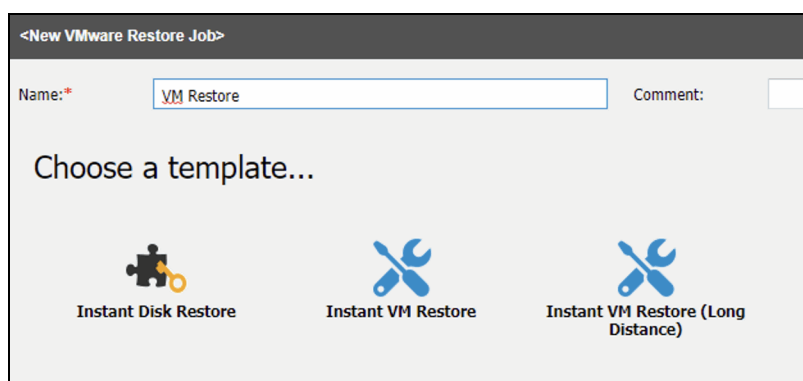 <New VMware Restore Job>
Name:* VM Restore Comment:
Choose a template...
Instant Disk Restore Instant VM Restore Instant VM Restore (Long
Distance)